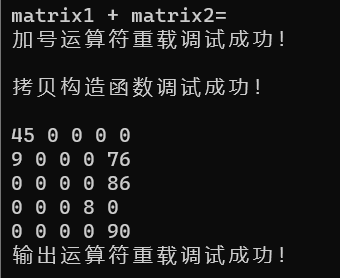 matrix1 + matrix2=
加号运算符重载调试成功!
拷贝构造函数调试成功!
45 0 0 0 0
9 0 0 0 76
0 0 0 0 86
0 0 0 8 0
0 0 0 0 90
输出运算符重载调试成功!